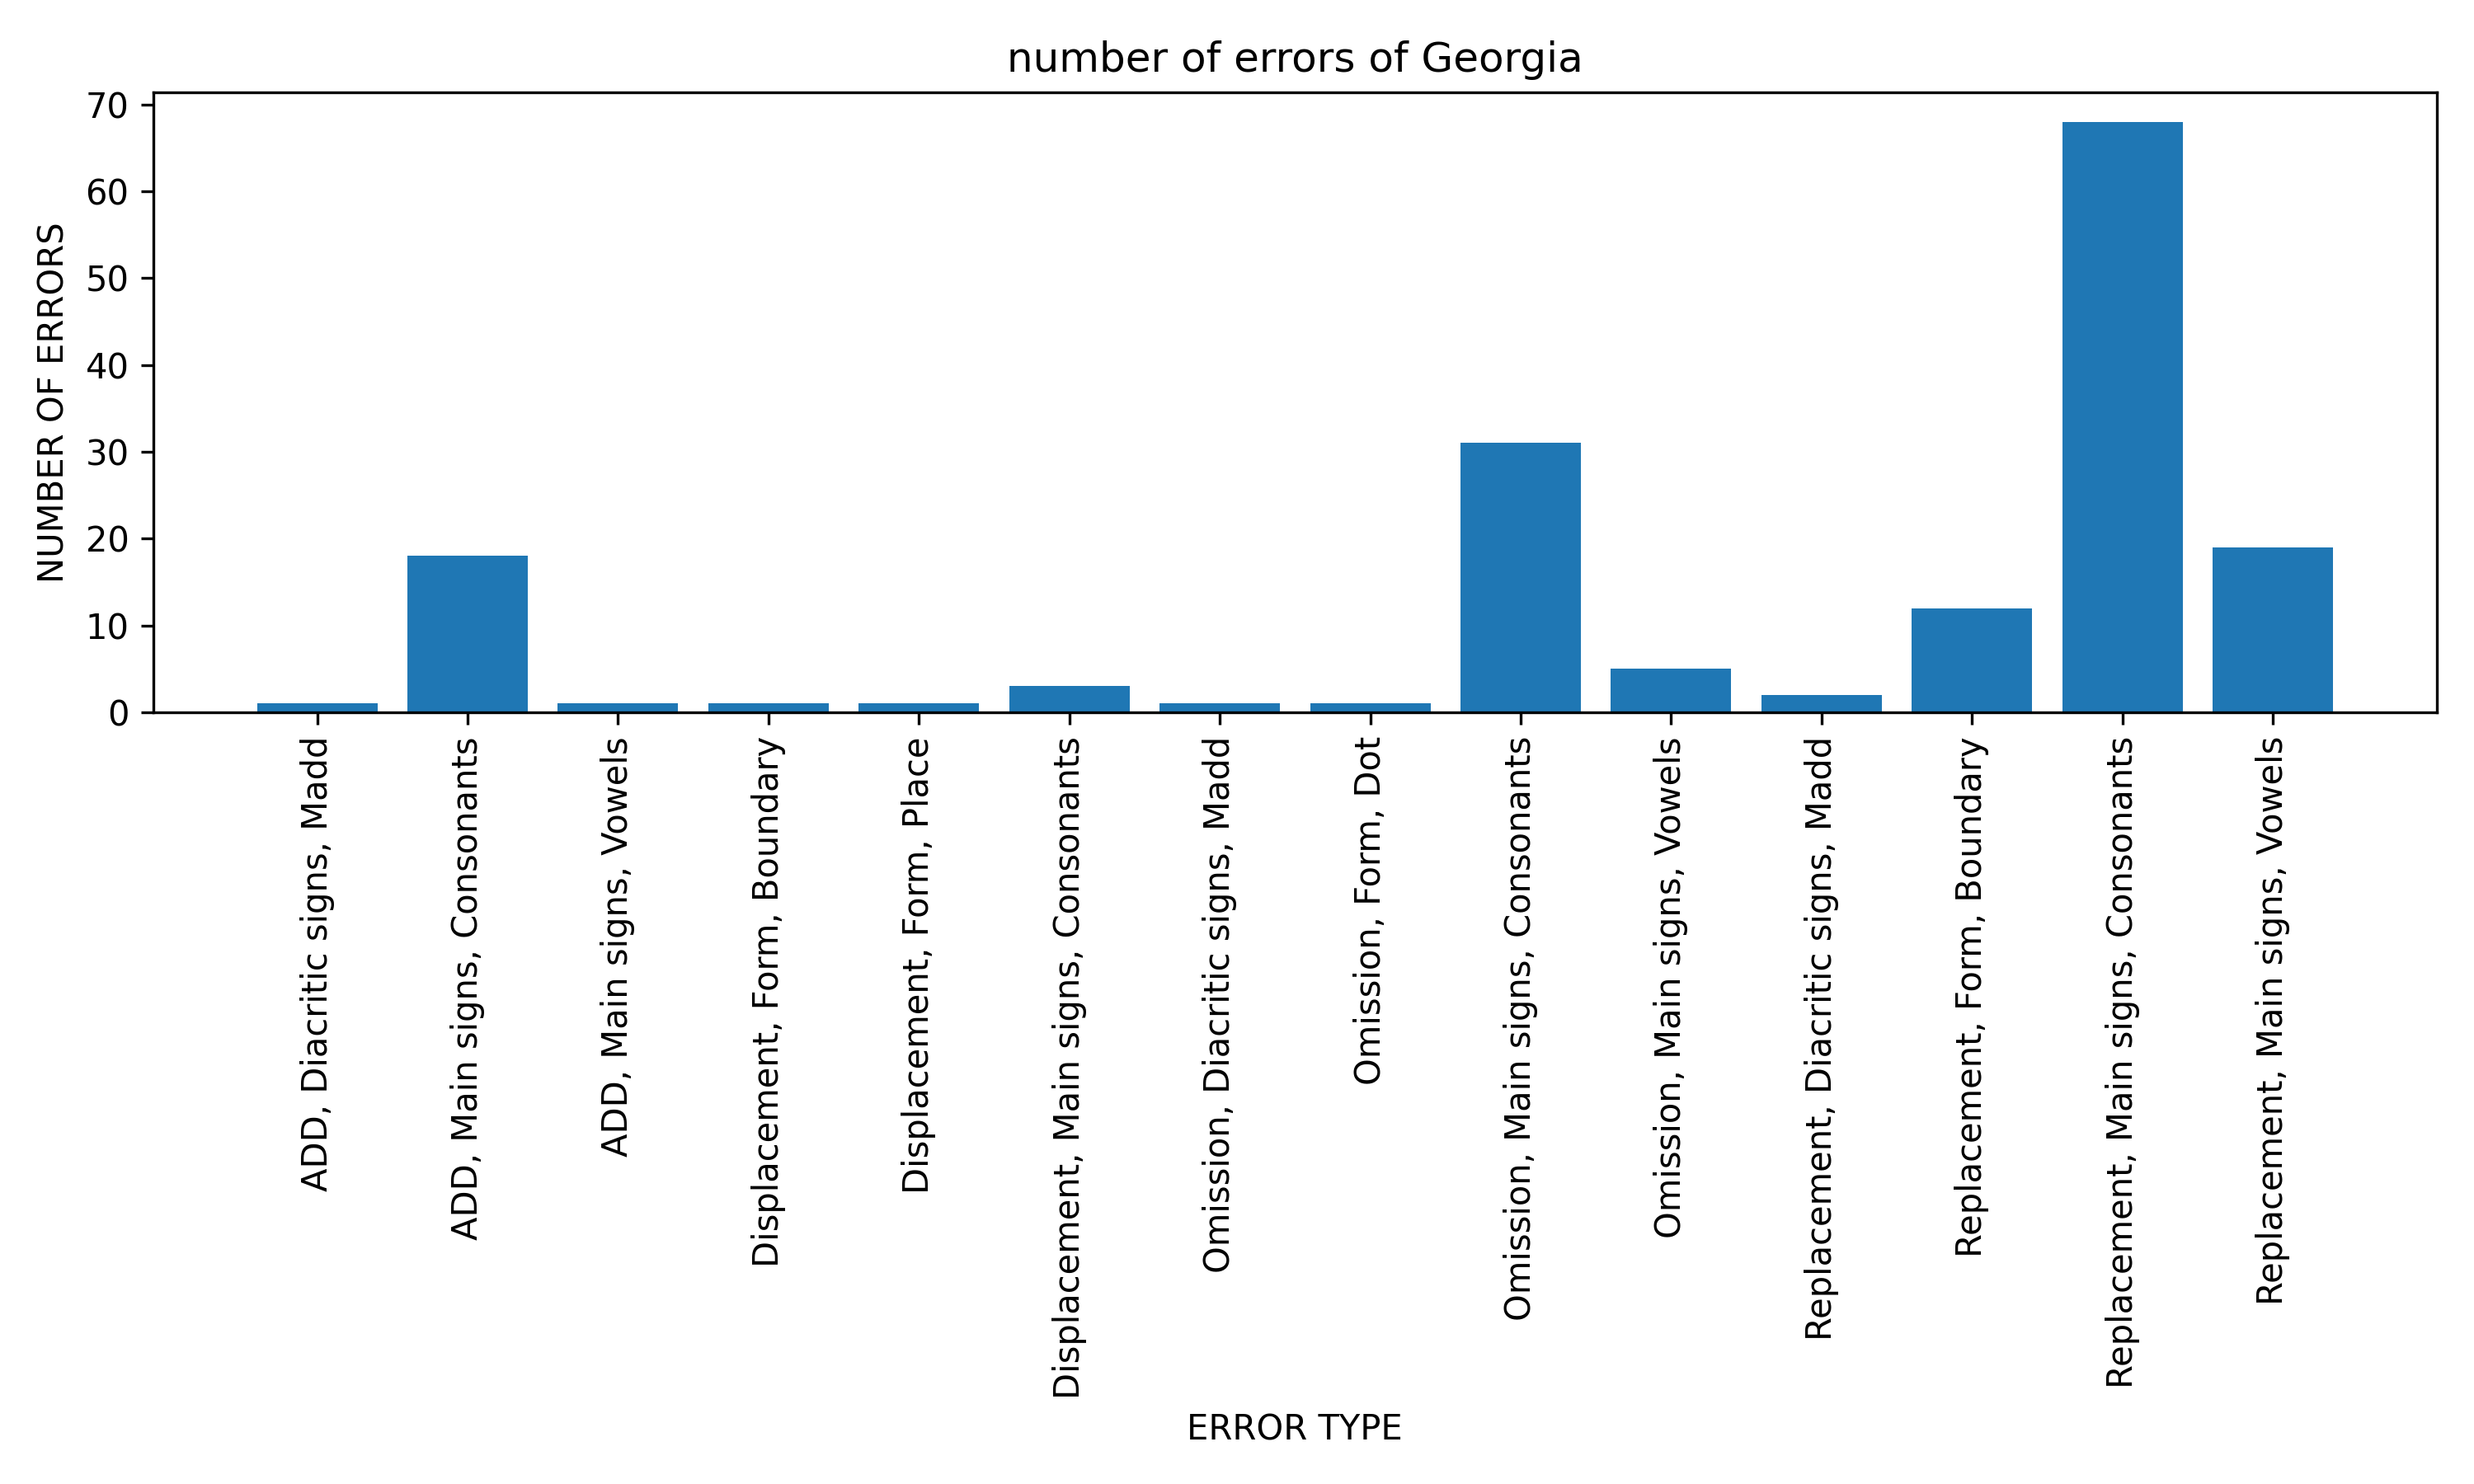 number of errors of Georgia
NUMBER OF ERRORS
70
60
50
40
30
20
10
0
ADD, Diacritic signs, Madd
ADD, Main signs, Consonants
ADD, Main signs, Vowels
Displacement, Form, Boundary
Displacement, Form, Place
Displacement, Main signs, Consonants
Omission, Diacritic signs, Madd
Omission, Form, Dot
Omission, Main signs, Consonants
Omission, Main signs, Vowels
Replacement, Diacritic signs, Madd
Replacement, Form, Boundary
Replacement, Main signs, Consonants
Replacement, Main signs, Vowels
ERROR TYPE